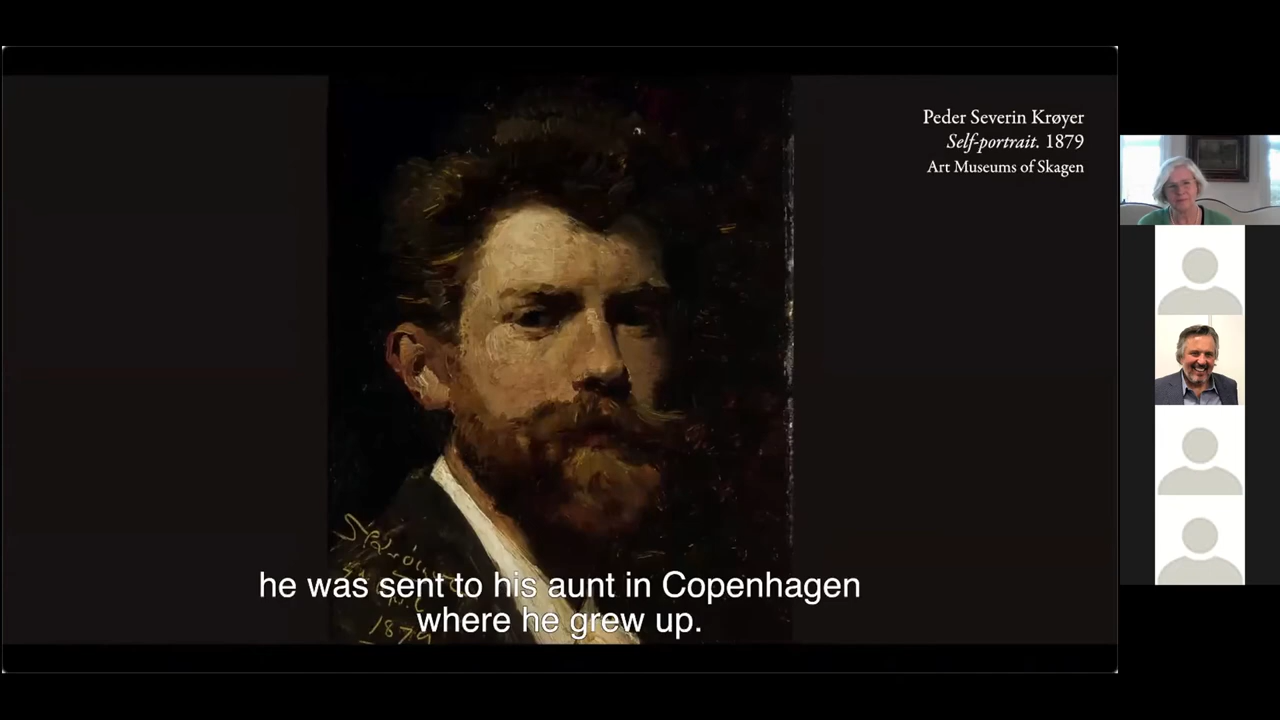 Peder Severin Krøyer
Self-portrait. 1879
Art Museums of Skagen
he was sent to his aunt in Copenhagen
where he grew up.
1879